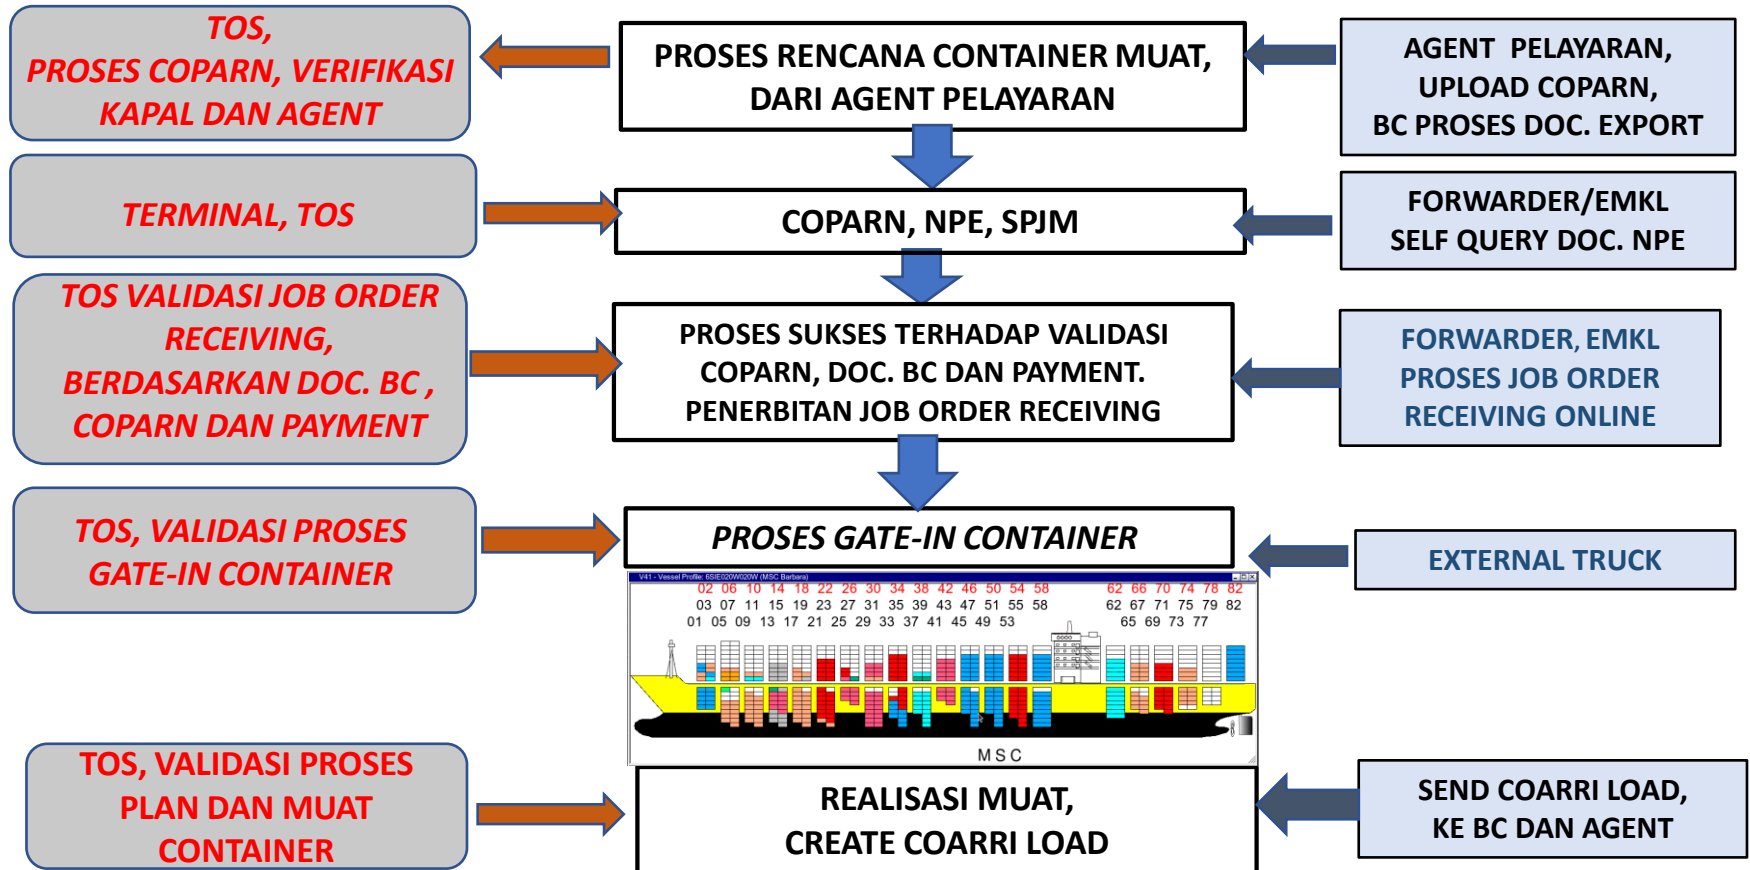 TOS,
PROSES COPARN, VERIFIKASI
KAPAL DAN AGENT
PROSES RENCANA CONTAINER MUAT,
DARI AGENT PELAYARAN
AGENT PELAYARAN,
UPLOAD COPARN,
BC PROSES DOC. EXPORT
TERMINAL, TOS
COPARN, NPE, SPJM
FORWARDER/EMKL
SELF QUERY DOC. NPE
TOS VALIDASI JOB ORDER
RECEIVING,
BERDASARKAN DOC. BC ,
COPARN DAN PAYMENT
PROSES SUKSES TERHADAP VALIDASI
COPARN, DOC. BC DAN PAYMENT.
PENERBITAN JOB ORDER RECEIVING
FORWARDER, EMKL
PROSES JOB ORDER
RECEIVING ONLINE
TOS, VALIDASI PROSES
GATE-IN CONTAINER
PROSES GATE-IN CONTAINER
EXTERNAL TRUCK
V41 - Vessel Profile: 6SIE020W020W (MSC Barbara)
02 06 10 14 18 22 26 30 34 38 42 46 50 54 58 62 66 70 74 78 82
03 07 11 15 19 23 27 31 35 39 43 47 51 55 58 62 67 71 75 79 82
01 05 09 13 17 21 25 29 33 37 41 45 49 53 65 69 73 77
M S C
TOS, VALIDASI PROSES
PLAN DAN MUAT
CONTAINER
REALISASI MUAT,
CREATE COARRI LOAD
SEND COARRI LOAD,
KE BC DAN AGENT